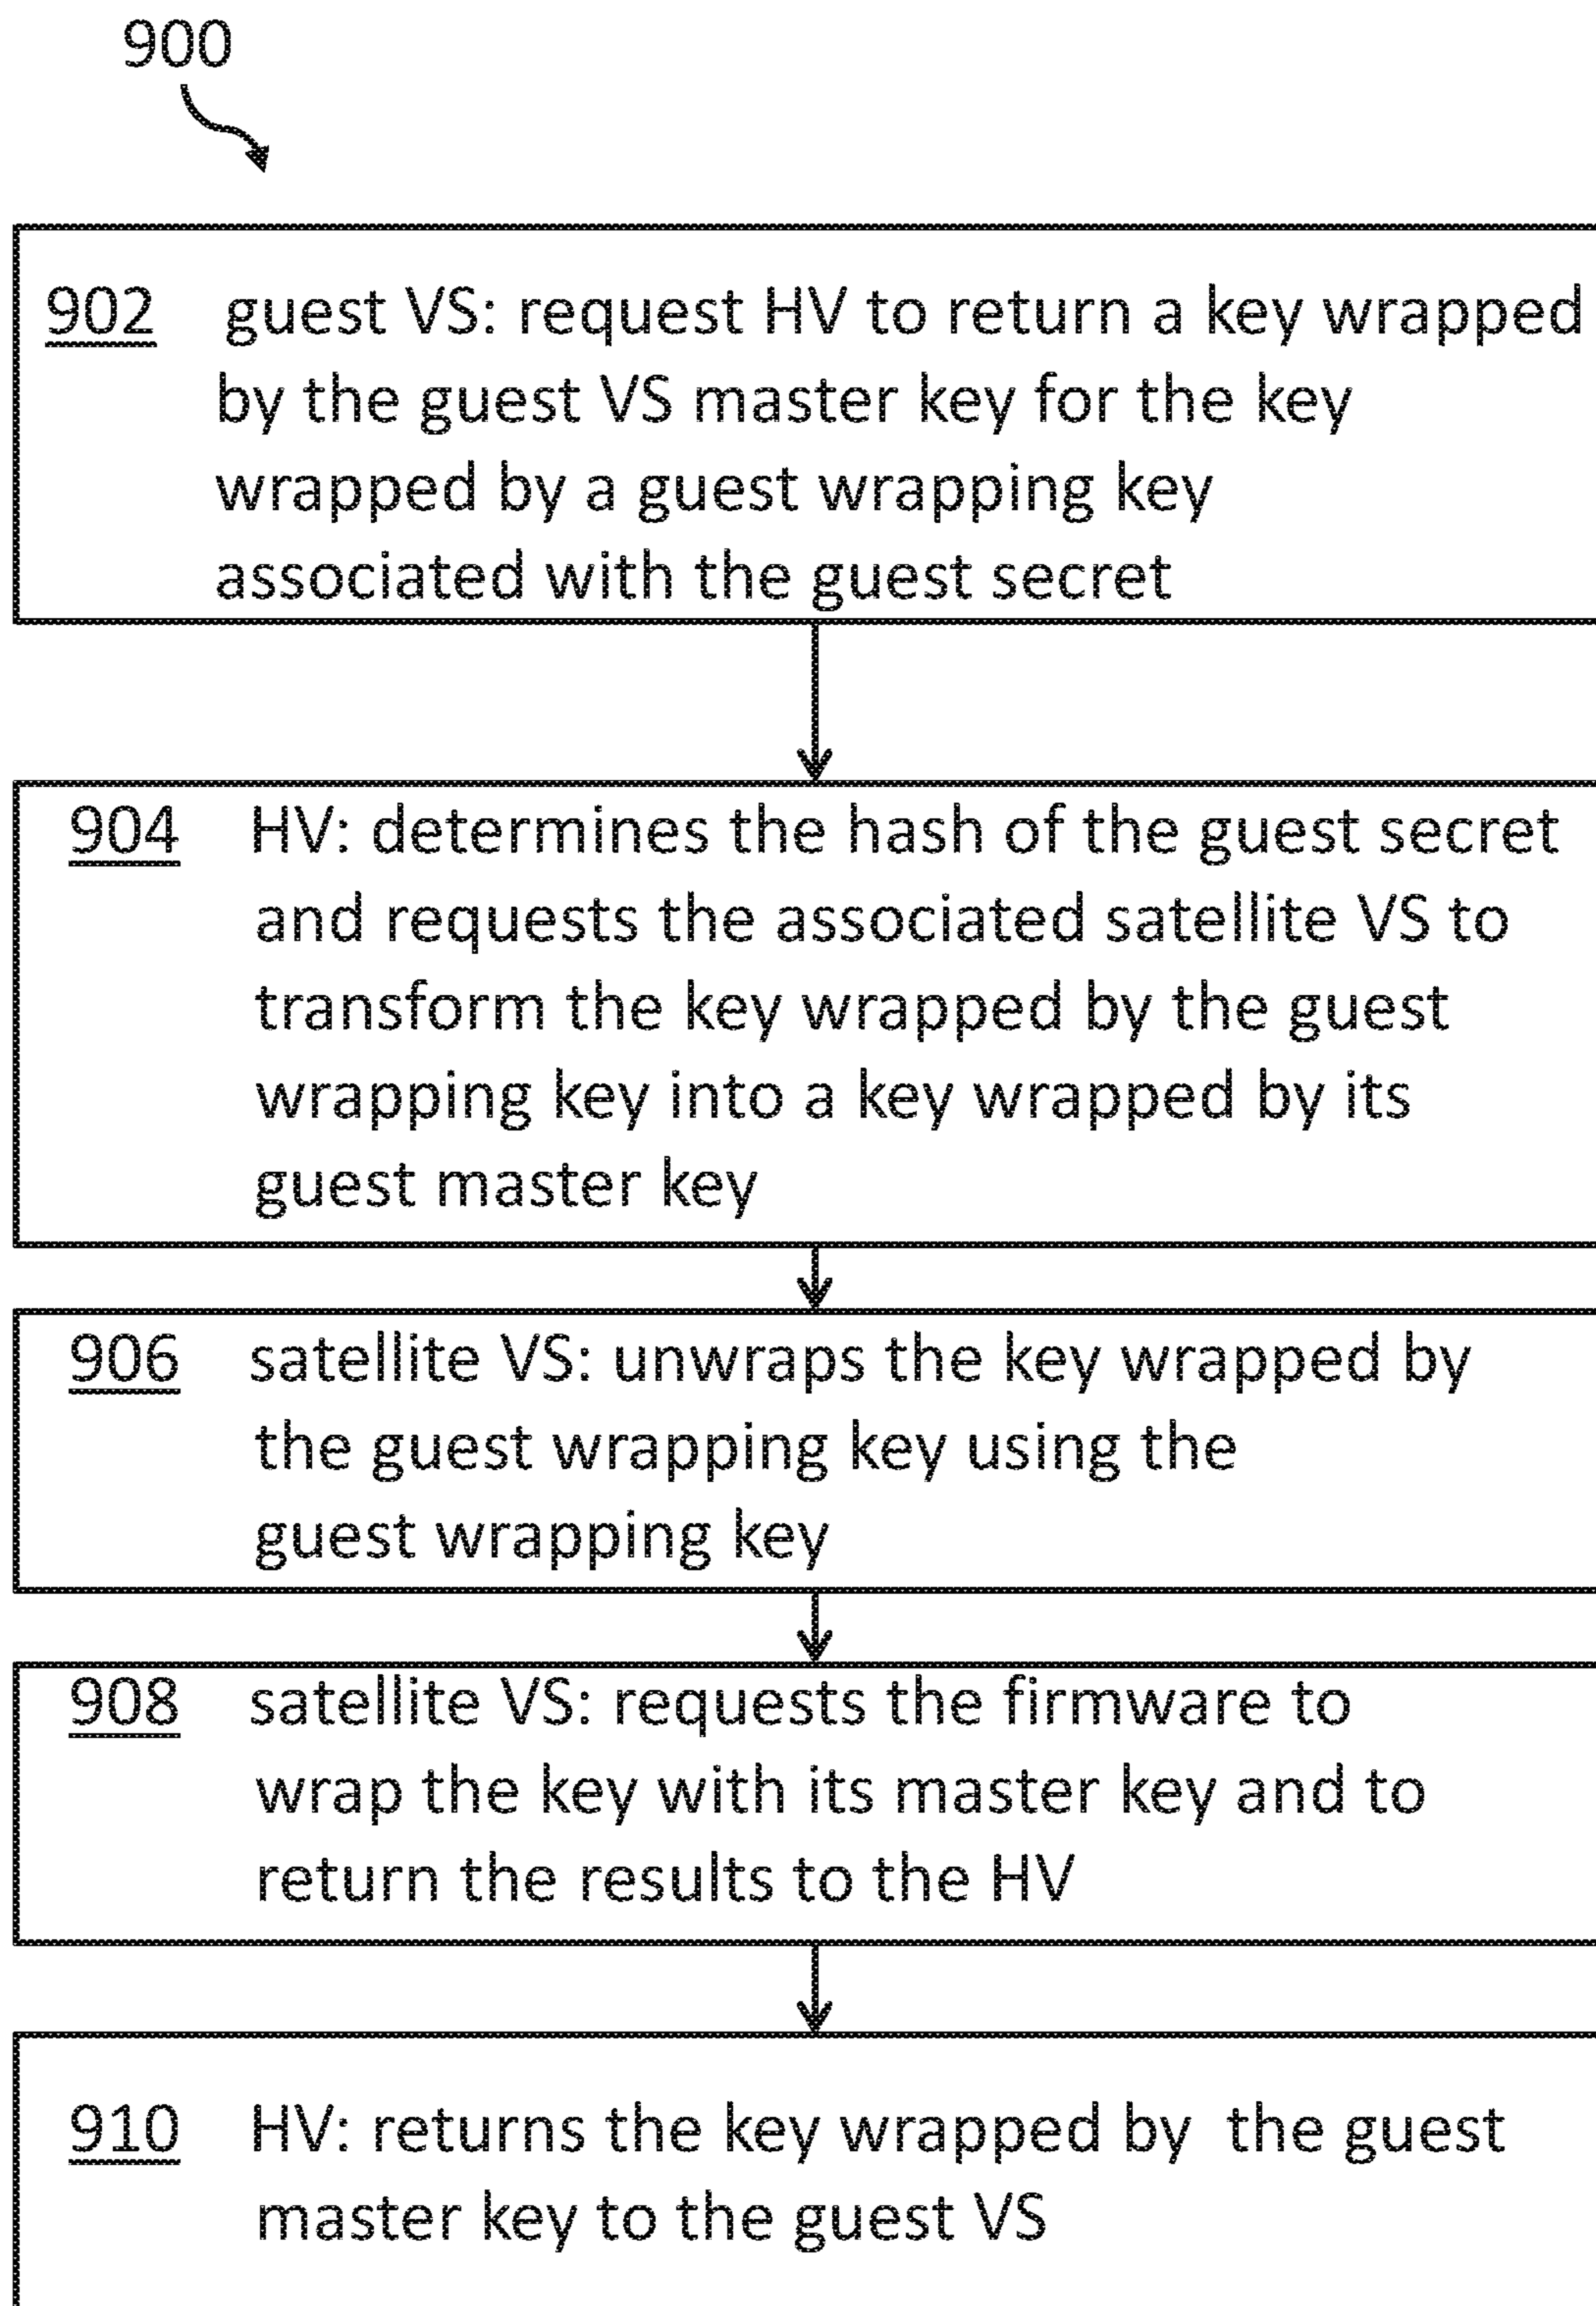 900
902 guest VS: request HV to return a key wrapped
by the guest VS master key for the key
wrapped by a guest wrapping key
associated with the guest secret
904 HV: determines the hash of the guest secret
and requests the associated satellite VS to
transform the key wrapped by the guest
wrapping key into a key wrapped by its
guest master key
906 satellite VS: unwraps the key wrapped by
the guest wrapping key using the
guest wrapping key
908 satellite VS: requests the firmware to
wrap the key with its master key and to
return the results to the HV
910 HV: returns the key wrapped by the guest
master key to the guest VS